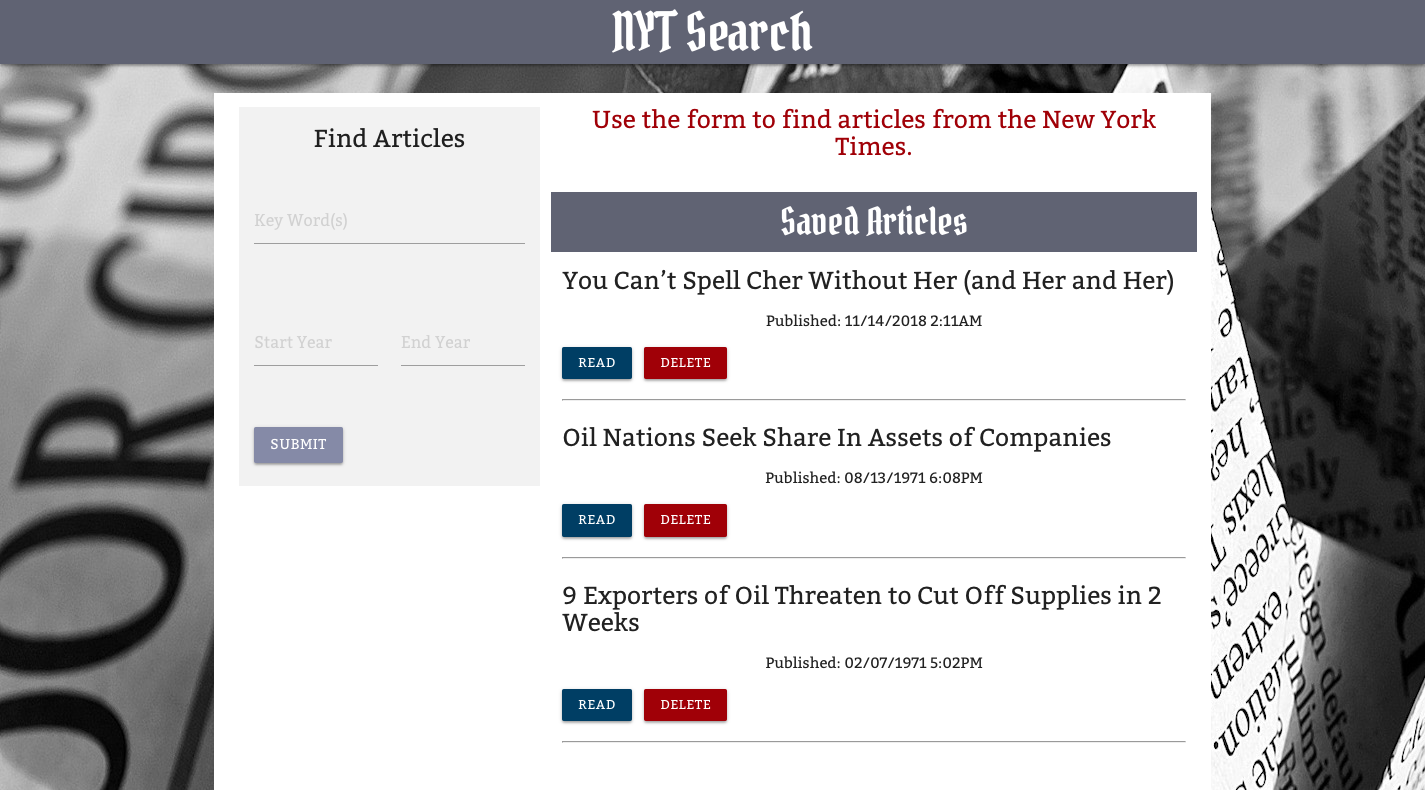 NYT Search
Find Articles
Key Word(s)
Start Year
End Year
SUBMIT
Use the form to find articles from the New York
Times.
Saved Articles
You Can’t Spell Cher Without Her (and Her and Her)
Published: 11/14/2018 2:11AM
READ
DELETE
Oil Nations Seek Share In Assets of Companies
Published: 08/13/1971 6:08PM
READ
DELETE
9 Exporters of Oil Threaten to Cut Off Supplies in 2
Weeks
Published: 02/07/1971 5:02PM
READ
DELETE